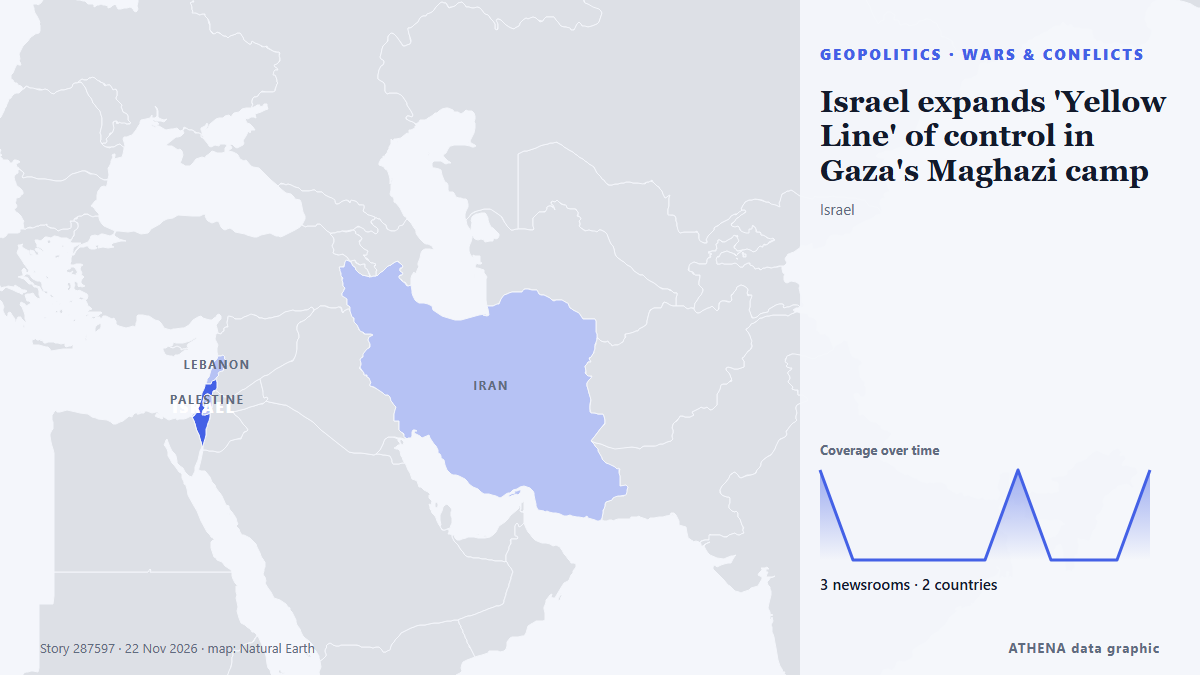 GEOPOLITICS · WARS & CONFLICTS
Israel expands 'Yellow
Line' of control in
Gaza's Maghazi camp
Israel
LEBANON
PALESTINE
ISRAEL
IRAN
Coverage over time
3 newsrooms · 2 countries
Story 287597 · 22 Nov 2026 · map: Natural Earth
ATHENA data graphic